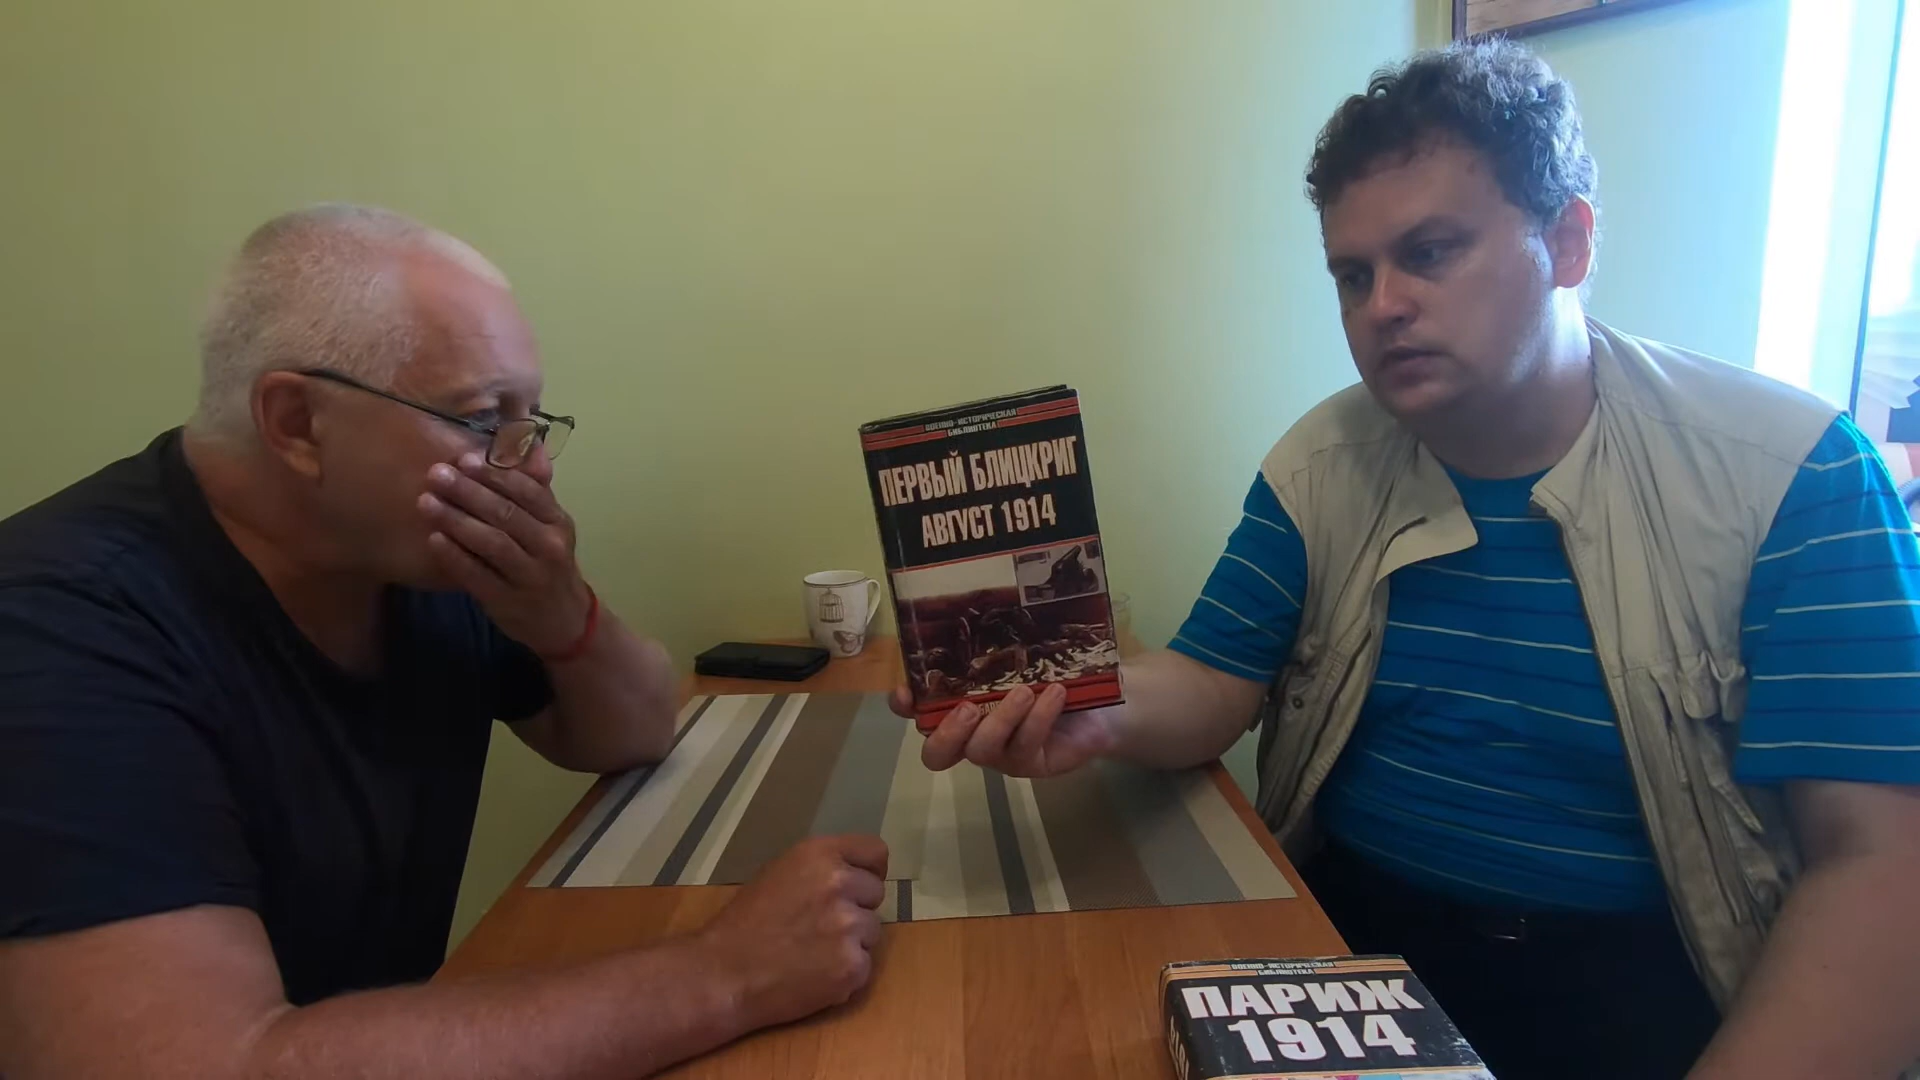 ВОЕННО-ИСТОРИЧЕСКАЯ
БИБЛИОТЕКА
ПЕРВЫЙ БЛИЦКРИГ
АВГУСТ 1914
ВОЕННО-ИСТОРИЧЕСКАЯ
БИБЛИОТЕКА
ПАРИЖ
1914